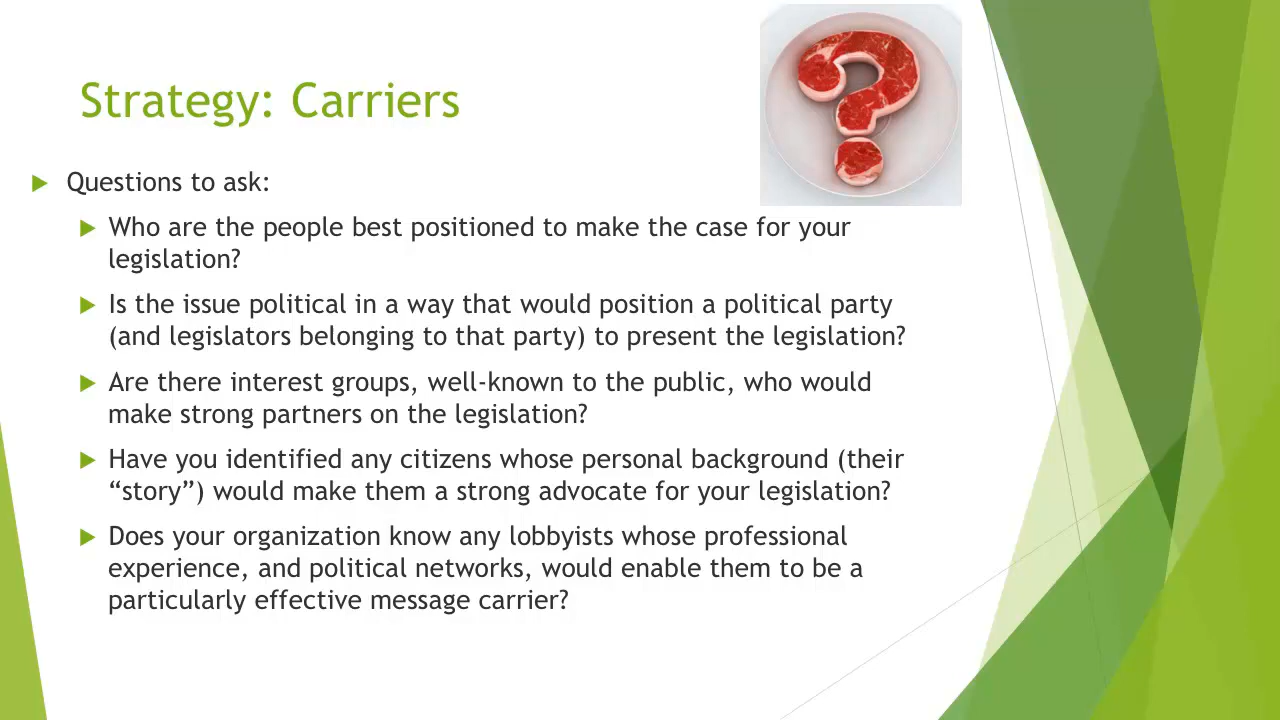 Strategy: Carriers
Questions to ask:
Who are the people best positioned to make the case for your
legislation?
Is the issue political in a way that would position a political party
(and legislators belonging to that party) to present the legislation?
Are there interest groups, well-known to the public, who would
make strong partners on the legislation?
Have you identified any citizens whose personal background (their
“story”) would make them a strong advocate for your legislation?
Does your organization know any lobbyists whose professional
experience, and political networks, would enable them to be a
particularly effective message carrier?